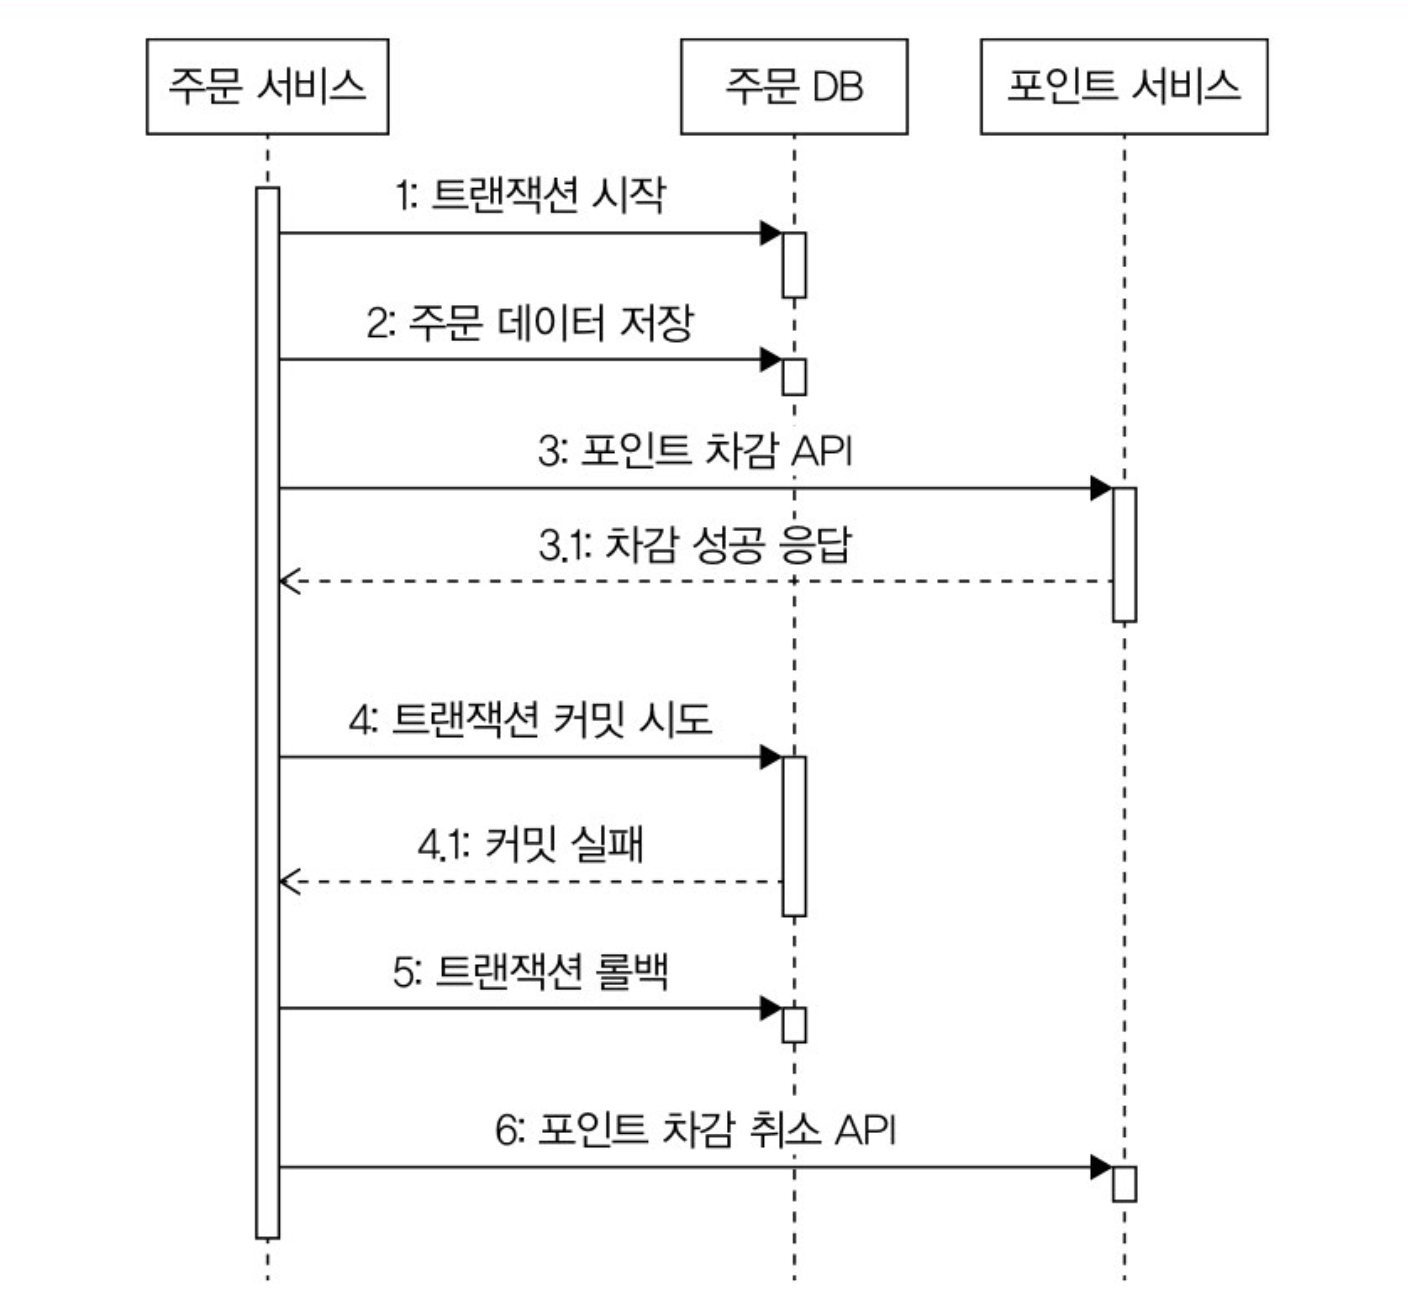 주문 서비스
주문 DB
포인트 서비스
1: 트랜잭션 시작
2: 주문 데이터 저장
3: 포인트 차감 API
3.1: 차감 성공 응답
4: 트랜잭션 커밋 시도
4.1: 커밋 실패
5: 트랜잭션 롤백
6: 포인트 차감 취소 API